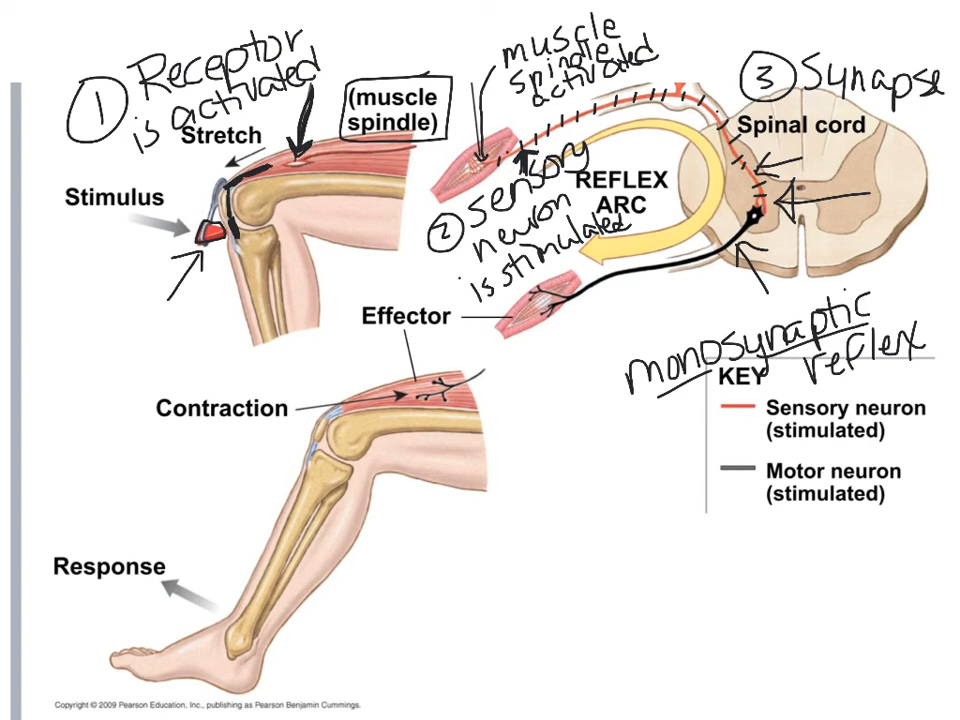 1 Receptor
is activated
Stretch
(muscle
spindle)
Stimulus
muscle
spindle
activated
3 Synapse
Spinal cord
REFLEX
ARC
2 sensory
neuron
is stimulated
Effector
monosynaptic
reflex
Contraction
KEY
Sensory neuron
(stimulated)
Motor neuron
(stimulated)
Response
Copyright © 2009 Pearson Education, Inc., publishing as Pearson Benjamin Cummings.